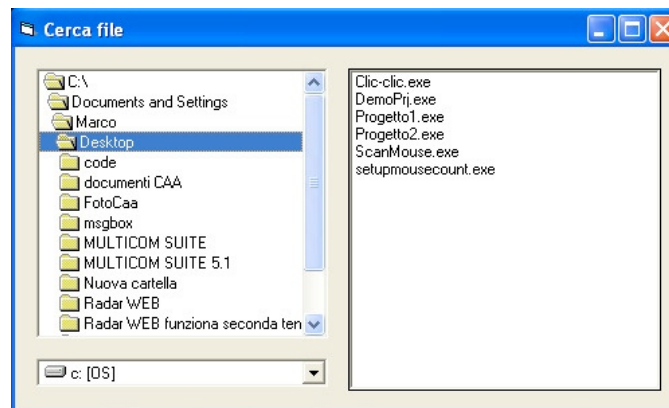 Cerca file
C:\
Documents and Settings
Marco
Desktop
code
documenti CAA
FotoCaa
msgbox
MULTICOM SUITE
MULTICOM SUITE 5.1
Nuova cartella
Radar WEB
Radar WEB funziona seconda ten
c: [OS]
Clic-clic.exe
DemoPrj.exe
Progetto1.exe
Progetto2.exe
ScanMouse.exe
setupmousecount.exe